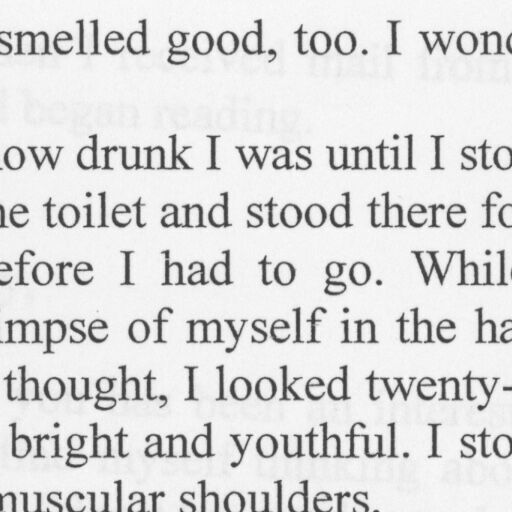 smelled good, too. I wond
ow drunk I was until I sto
he toilet and stood there fo
efore I had to go. Whil
impse of myself in the ha
thought, I looked twenty-
bright and youthful. I sto
muscular shoulders.